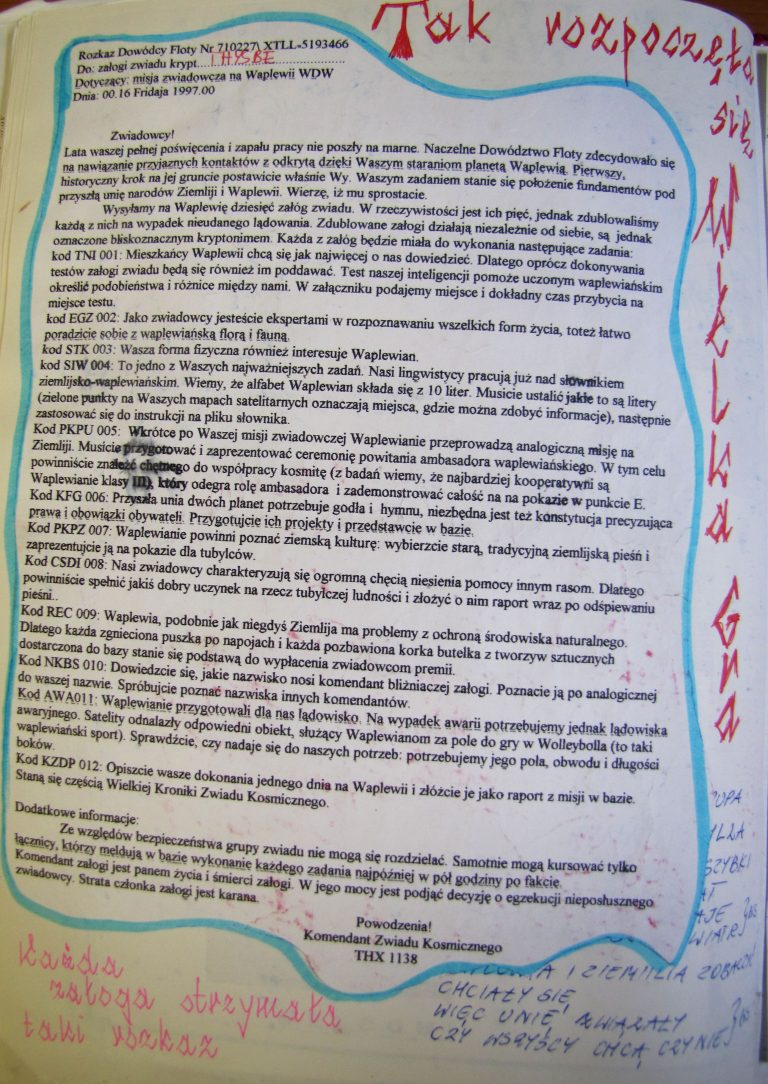 Tak rozpoczęła
się
Wielka
Gra
Rozkaz Dowódcy Floty Nr 710227\ XTLL-5193466
Do: załogi zwiadu krypt....THYSBE....................
Dotyczący: misja zwiadowcza na Waplewii WDW
Dnia: 00.16 Fridaja 1997.00
Zwiadowcy!
Lata waszej pełnej poświęcenia i zapału pracy nie poszły na marne. Naczelne Dowództwo Floty zdecydowało się
na nawiązanie przyjaznych kontaktów z odkrytą dzięki Waszym staraniom planetą Waplewią. Pierwszy,
historyczny krok na jej gruncie postawicie właśnie Wy. Waszym zadaniem stanie się położenie fundamentów pod
przyszłą unię narodów Ziemliji i Waplewii. Wierzę, iż mu sprostacie.
Wysyłamy na Waplewię dziesięć załóg zwiadu. W rzeczywistości jest ich pięć, jednak zdublowaliśmy
każdą z nich na wypadek nieudanego lądowania. Zdublowane załogi działają niezależnie od siebie, są jednak
oznaczone bliskoznacznym kryptonimem. Każda z załóg będzie miała do wykonania następujące zadania:
kod TNI 001: Mieszkańcy Waplewii chcą się jak najwięcej o nas dowiedzieć. Dlatego oprócz dokonywania
testów załogi zwiadu będą się również im poddawać. Test naszej inteligencji pomoże uczonym waplewiańskim
określić podobieństwa i różnice między nami. W załączniku podajemy miejsce i dokładny czas przybycia na
miejsce testu.
kod EGZ 002: Jako zwiadowcy jesteście ekspertami w rozpoznawaniu wszelkich form życia, toteż łatwo
poradzicie sobie z waplewiańską florą i fauną.
kod STK 003: Wasza forma fizyczna również interesuje Waplewian.
kod SIW 004: To jedno z Waszych najważniejszych zadań. Nasi lingwistycy pracują już nad słownikiem
ziemlijsko-waplewiańskim. Wiemy, że alfabet Waplewian składa się z 10 liter. Musicie ustalić jakie to są litery
(zielone punkty na Waszych mapach satelitarnych oznaczają miejsca, gdzie można zdobyć informacje), następnie
zastosować się do instrukcji na pliku słownika.
Kod PKPU 005: Wkrótce po Waszej misji zwiadowczej Waplewianie przeprowadzą analogiczną misję na
Ziemliji. Musicie przygotować i zaprezentować ceremonię powitania ambasadora waplewiańskiego. W tym celu
powinniście znaleźć chętnego do współpracy kosmitę (z badań wiemy, że najbardziej kooperatywni są
Waplewianie klasy III), który odegra rolę ambasadora i zademonstrować całość na na pokazie w punkcie E.
Kod KFG 006: Przyszła unia dwóch planet potrzebuje godła i hymnu, niezbędna jest też konstytucja precyzująca
prawa i obowiązki obywateli. Przygotujcie ich projekty i przedstawcie w bazie.
Kod PKPZ 007: Waplewianie powinni poznać ziemską kulturę: wybierzcie starą, tradycyjną ziemlijską pieśń i
zaprezentujcie ją na pokazie dla tubylców.
Kod CSDI 008: Nasi zwiadowcy charakteryzują się ogromną chęcią niesienia pomocy innym rasom. Dlatego
powinniście spełnić jakiś dobry uczynek na rzecz tubylczej ludności i złożyć o nim raport wraz po odśpiewaniu
pieśni..
Kod REC 009: Waplewia, podobnie jak niegdyś Ziemlija ma problemy z ochroną środowiska naturalnego.
Dlatego każda zgnieciona puszka po napojach i każda pozbawiona korka butelka z tworzyw sztucznych
dostarczona do bazy stanie się podstawą do wypłacenia zwiadowcom premii.
Kod NKBS 010: Dowiedzcie się, jakie nazwisko nosi komendant bliźniaczej załogi. Poznacie ją po analogicznej
do waszej nazwie. Spróbujcie poznać nazwiska innych komendantów.
Kod AWA011: Waplewianie przygotowali dla nas lądowisko. Na wypadek awarii potrzebujemy jednak lądowiska
awaryjnego. Satelity odnalazły odpowiedni obiekt, służący Waplewianom za pole do gry w Wolleybolla (to taki
waplewiański sport). Sprawdźcie, czy nadaje się do naszych potrzeb: potrzebujemy jego pola, obwodu i długości
boków.
Kod KZDP 012: Opiszcie wasze dokonania jednego dnia na Waplewii i złóżcie je jako raport z misji w bazie.
Staną się częścią Wielkiej Kroniki Zwiadu Kosmicznego.
Dodatkowe informacje:
Ze względów bezpieczeństwa grupy zwiadu nie mogą się rozdzielać. Samotnie mogą kursować tylko
łącznicy, którzy meldują w bazię wykonanie każdego zadania najpóźniej w pół godziny po fakcie.
Komendant załogi jest panem życia i śmierci załogi. W jego mocy jest podjąć decyzję o egzekucji nieposłusznego
zwiadowcy. Strata członka załogi jest karana.
Powodzenia!
Komendant Zwiadu Kosmicznego
THX 1138
Każda
załoga otrzymała
taki rozkaz
I ZIEMILIA
CHCIAŁY SIĘ
WIĘC UNIĘ ZWIĄZAŁY
CZY WSZYSCY CHCĄ CZY NIE